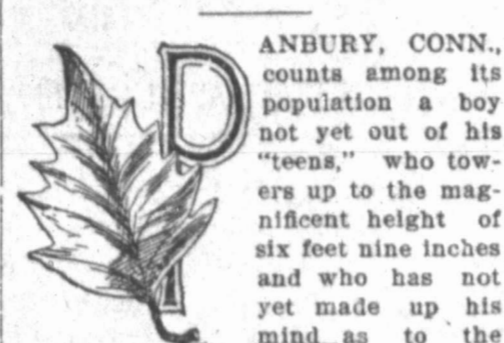 PANBURY, CONN.,
counts among its
population a boy
not yet out of his
"teens," who tow-
ers up to the mag-
nificent height of
six feet nine inches
and who has not
yet made up his
mind as to the